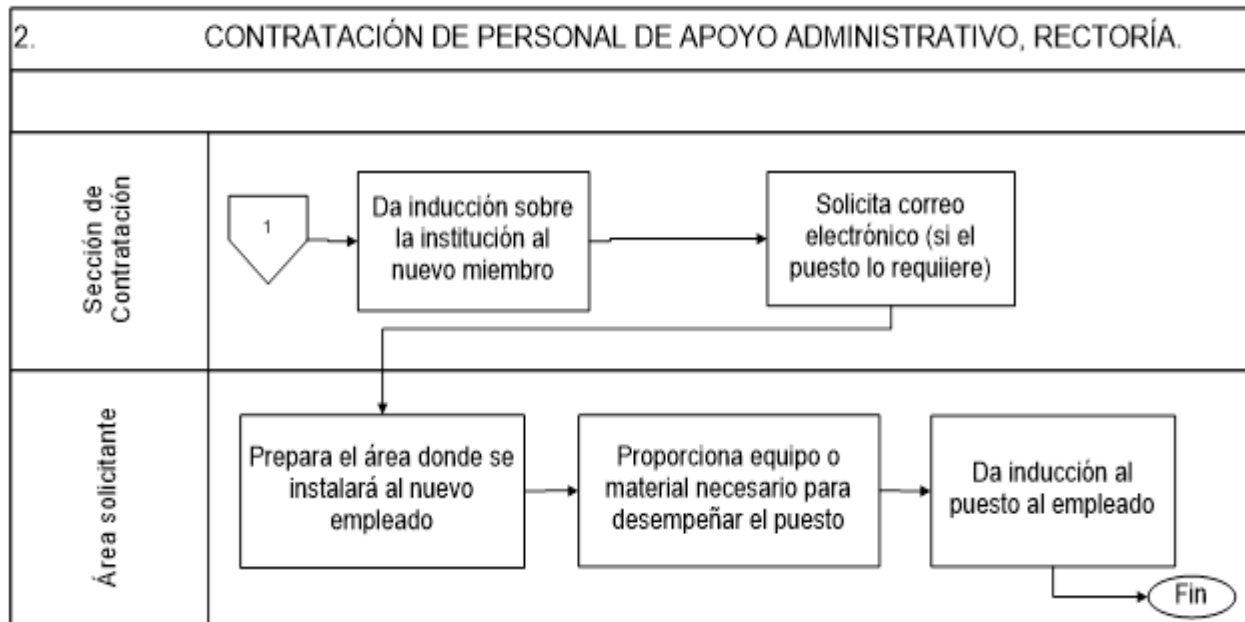 2. CONTRATACIÓN DE PERSONAL DE APOYO ADMINISTRATIVO, RECTORÍA.
Sección de
Contratación
1
Da inducción sobre
la institución al
nuevo miembro
Solicita correo
electrónico (si el
puesto lo requiiere)
Área solicitante
Prepara el área donde se
instalará al nuevo
empleado
Proporciona equipo o
material necesario para
desempeñar el puesto
Da inducción al
puesto al empleado
Fin